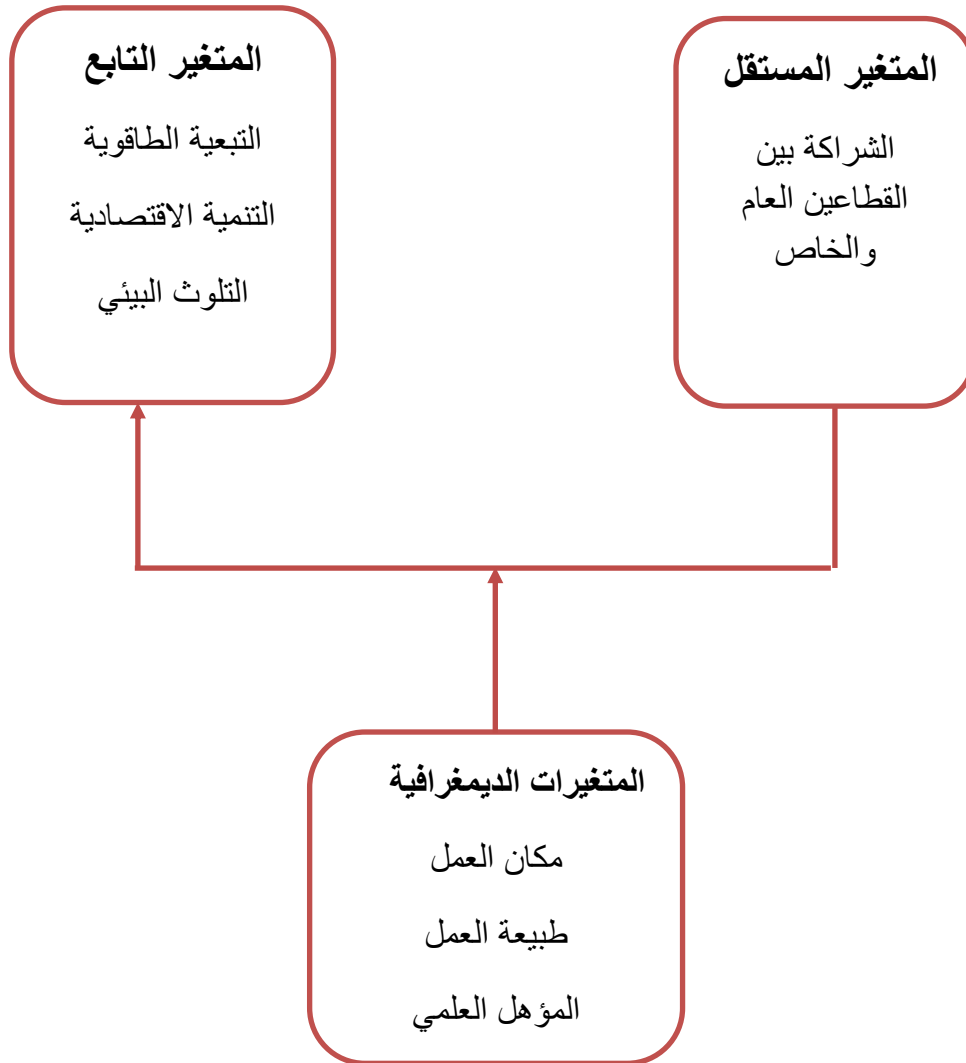 المتغير المستقل
الشراكة بين
القطاعين العام
والخاص
المتغير التابع
التبعية الطاقوية
التنمية الاقتصادية
التلوث البيئي
المتغيرات الديمغرافية
مكان العمل
طبيعة العمل
المؤهل العلمي